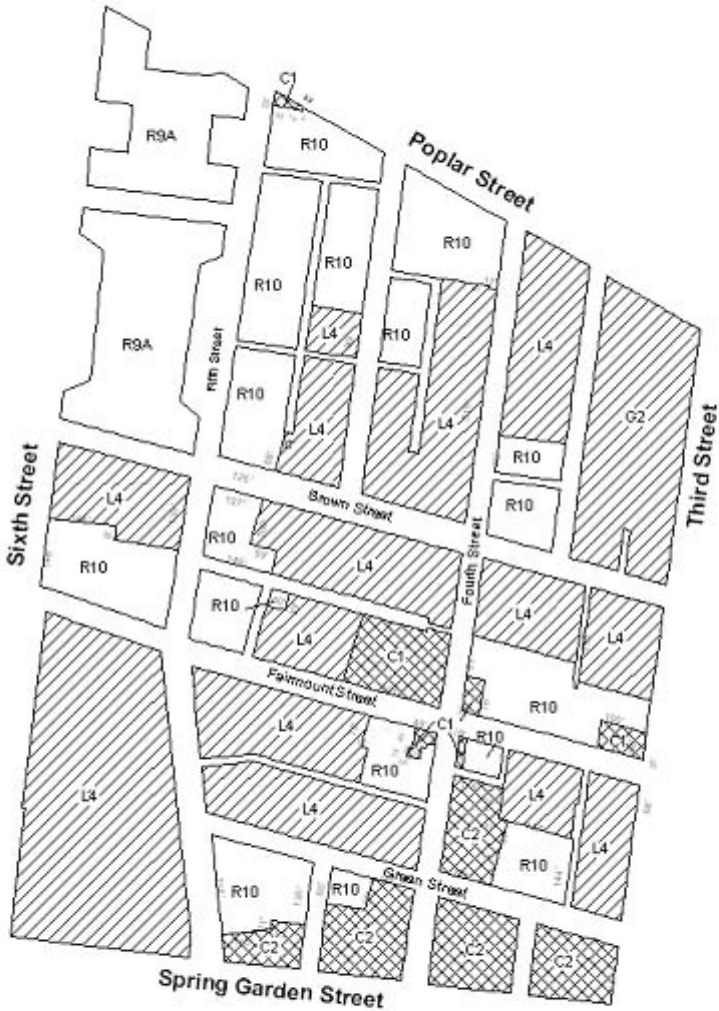 C1
R9A
R10
Poplar Street
R10
R10
R10
R10
L4
R9A
R10
L4
Fifth Street
G2
R10
L4
L4
R10
Third Street
126'
Brown Street
R10
L4
127'
Sixth Street
R10
L4
Fourth Street
R10
R10
L4
L4
L4
C1
Fairmount Street
R10
C1
R10
C1
L4
R10
L4
L4
L4
C2
L4
R10
Green Street
R10
R10
C2
C2
C2
C2
Spring Garden Street